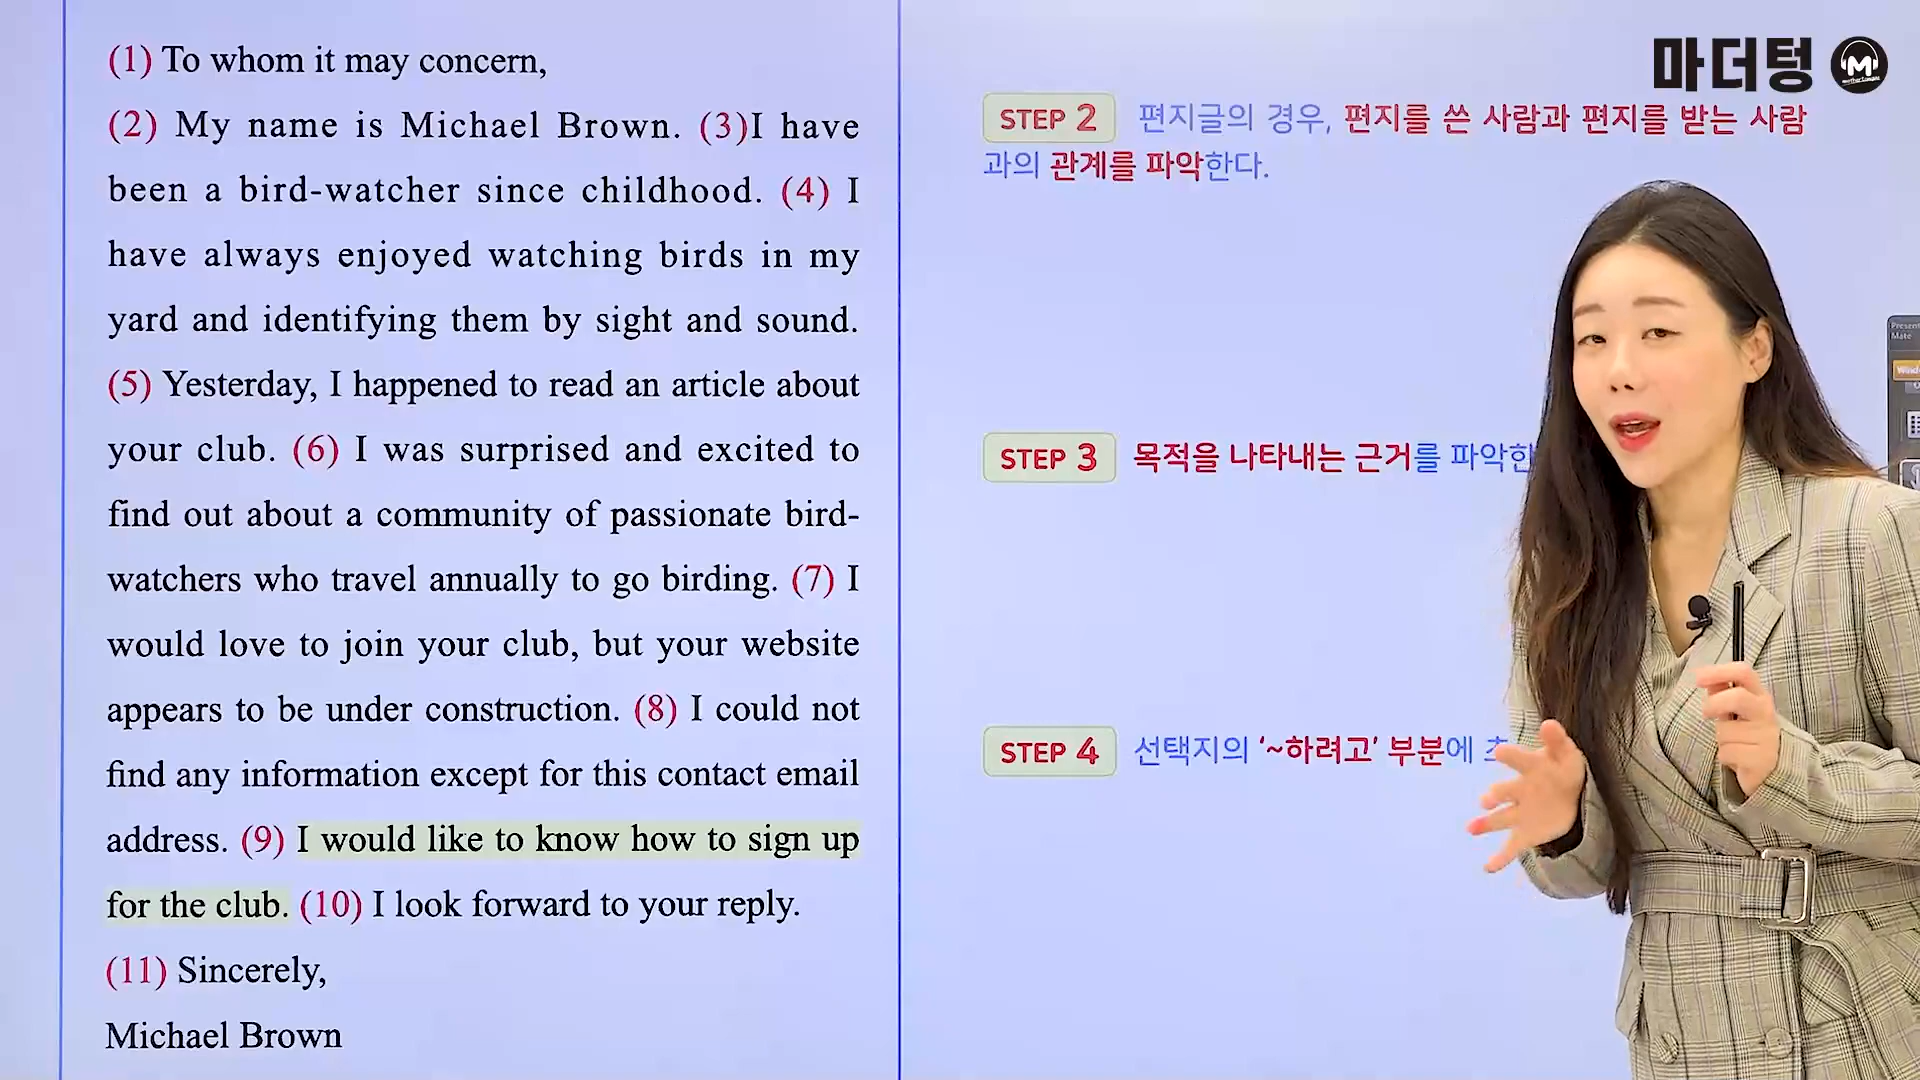 (1) To whom it may concern,
(2) My name is Michael Brown. (3)I have
been a bird-watcher since childhood. (4) I
have always enjoyed watching birds in my
yard and identifying them by sight and sound.
(5) Yesterday, I happened to read an article about
your club. (6) I was surprised and excited to
find out about a community of passionate bird-
watchers who travel annually to go birding. (7) I
would love to join your club, but your website
appears to be under construction. (8) I could not
find any information except for this contact email
address. (9) I would like to know how to sign up
for the club. (10) I look forward to your reply.
(11) Sincerely,
Michael Brown
마더텅 M
STEP 2 편지글의 경우, 편지를 쓴 사람과 편지를 받는 사람
과의 관계를 파악한다.
STEP 3 목적을 나타내는 근거를 파악한
STEP 4 선택지의 '~하려고' 부분에
Present
Mate